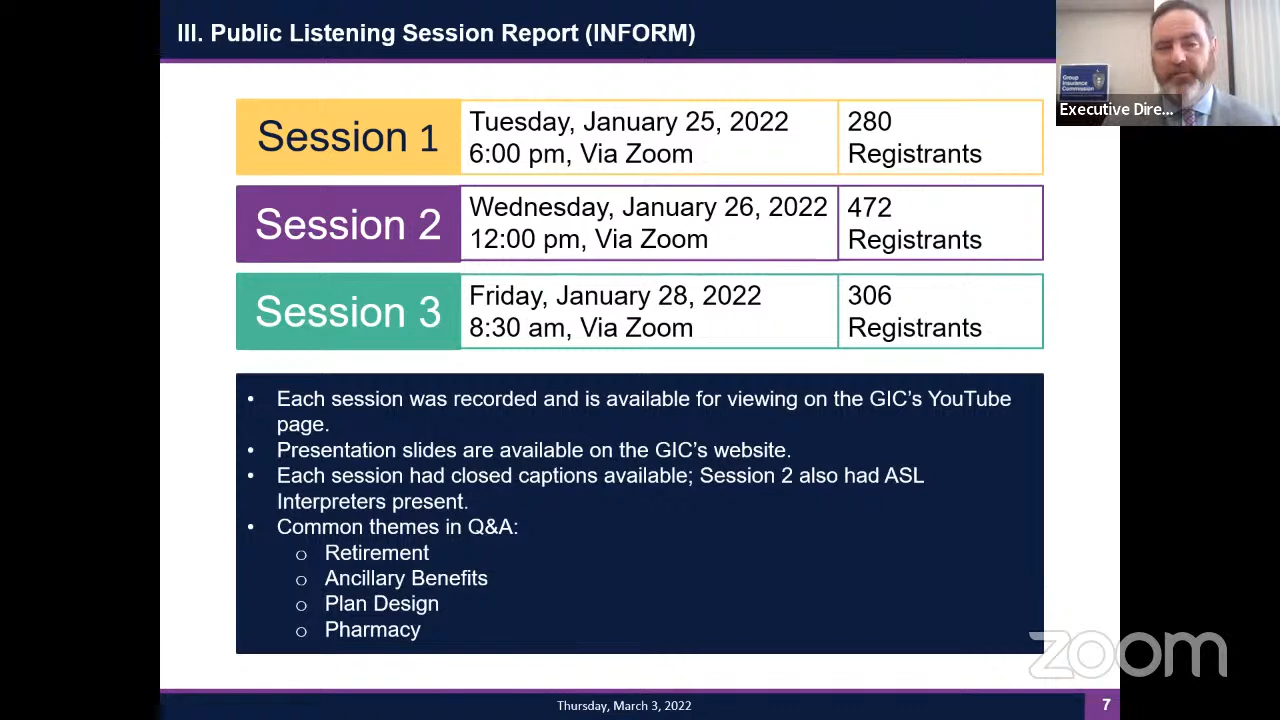 III. Public Listening Session Report (INFORM)
Group
Insurance
Commission
Executive Dire...
Session 1
Tuesday, January 25, 2022
6:00 pm, Via Zoom
280
Registrants
Session 2
Wednesday, January 26, 2022
12:00 pm, Via Zoom
472
Registrants
Session 3
Friday, January 28, 2022
8:30 am, Via Zoom
306
Registrants
• Each session was recorded and is available for viewing on the GIC's YouTube
page.
• Presentation slides are available on the GIC's website.
• Each session had closed captions available; Session 2 also had ASL
Interpreters present.
• Common themes in Q&A:
o Retirement
o Ancillary Benefits
o Plan Design
o Pharmacy
zoom
Thursday, March 3, 2022
7